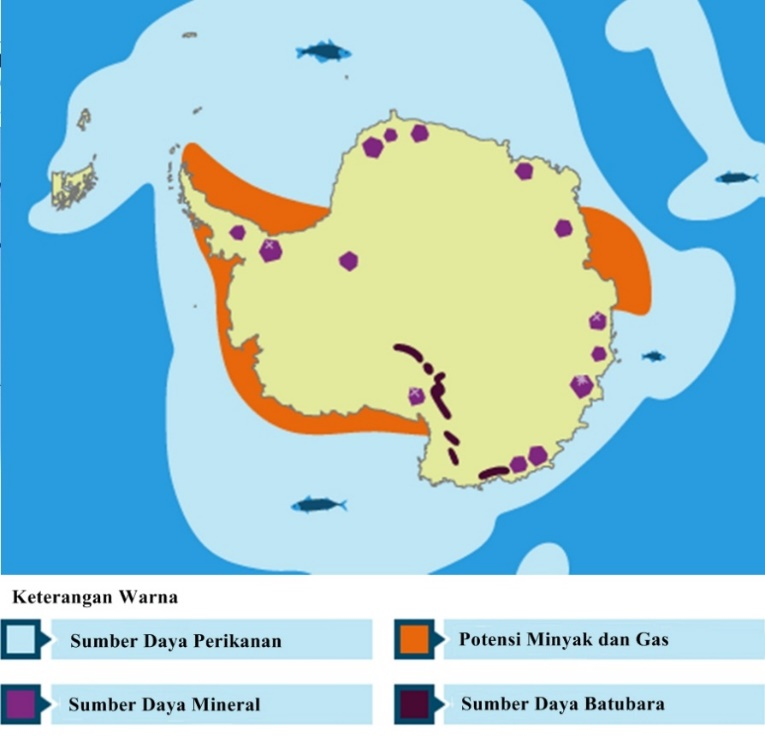 Keterangan Warna
Sumber Daya Perikanan
Potensi Minyak dan Gas
Sumber Daya Mineral
Sumber Daya Batubara